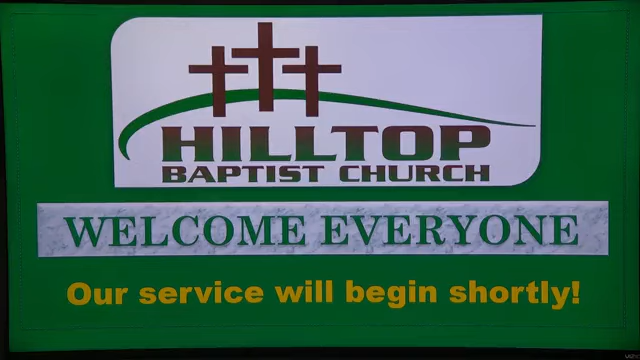 HILLTOP
BAPTIST CHURCH
WELCOME EVERYONE
Our service will begin shortly!